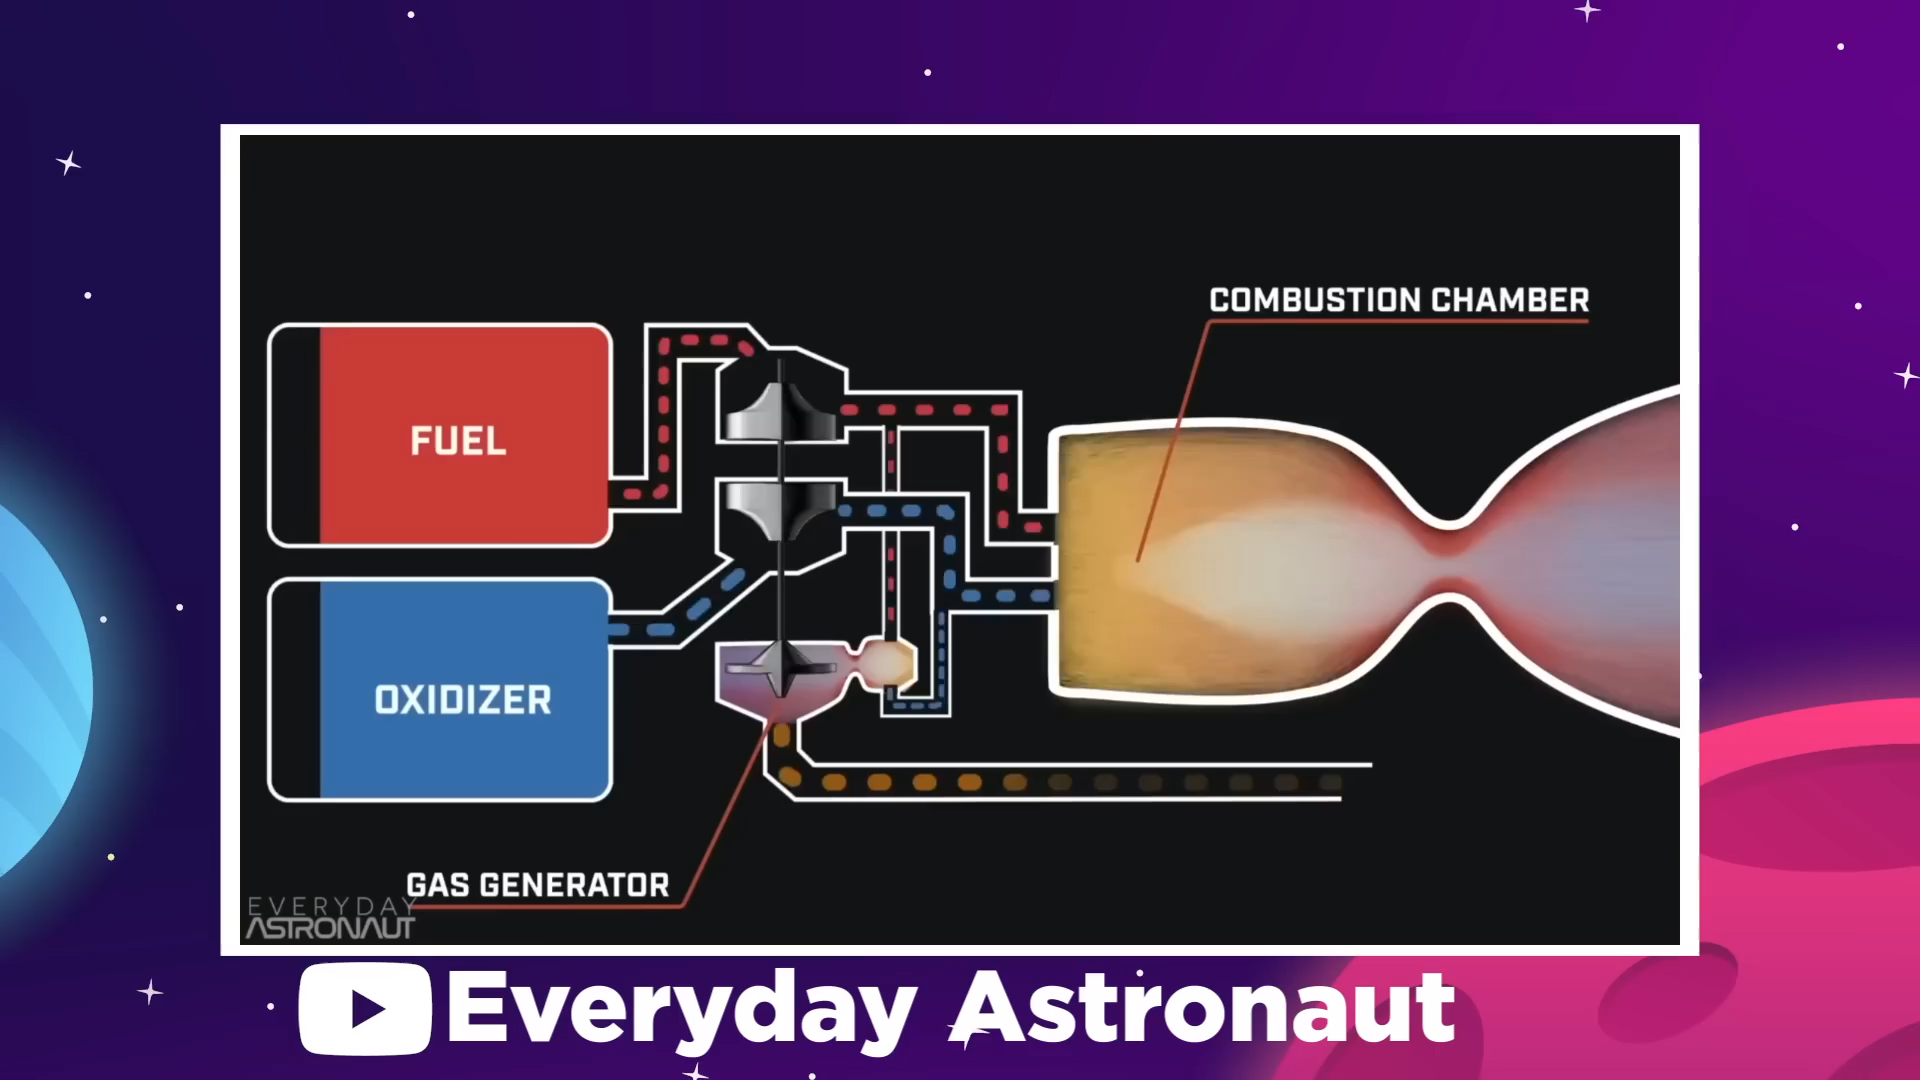 COMBUSTION CHAMBER
FUEL
OXIDIZER
GAS GENERATOR
EVERYDAY
ASTRONAUT
Everyday Astronaut